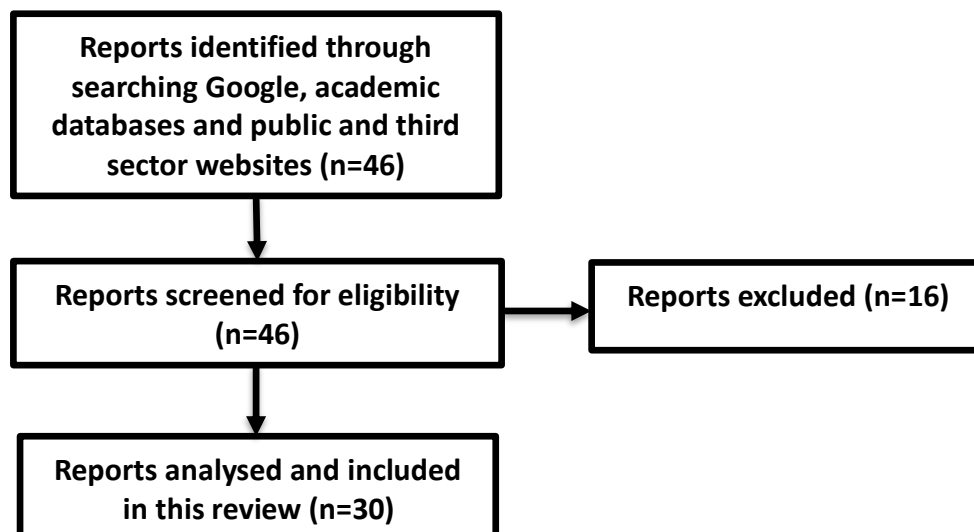 Reports identified through
searching Google, academic
databases and public and third
sector websites (n=46)
Reports screened for eligibility
(n=46)
Reports excluded (n=16)
Reports analysed and included
in this review (n=30)